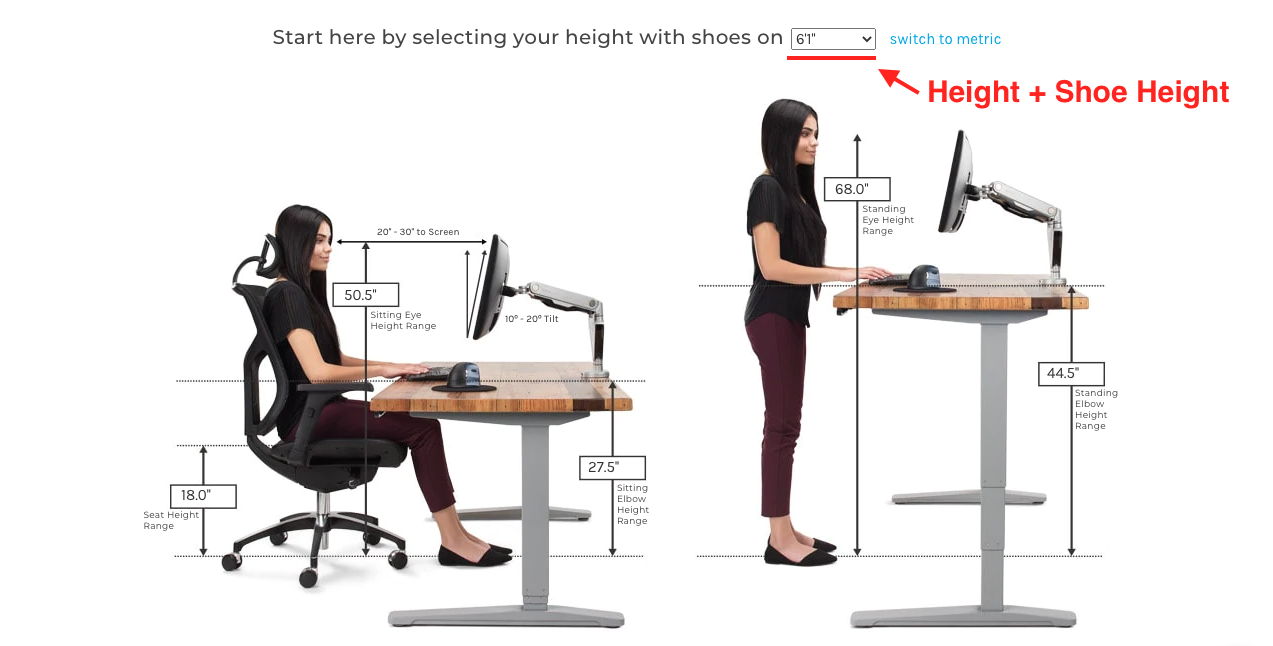 Start here by selecting your height with shoes on 6'1" switch to metric
Height + Shoe Height
68.0"
Standing
Eye Height
Range
20" - 30" to Screen
50.5"
Sitting Eye
Height Range
10º - 20º Tilt
44.5"
Standing
Elbow
Height
Range
27.5"
Sitting
Elbow
Height
Range
18.0"
Seat Height
Range